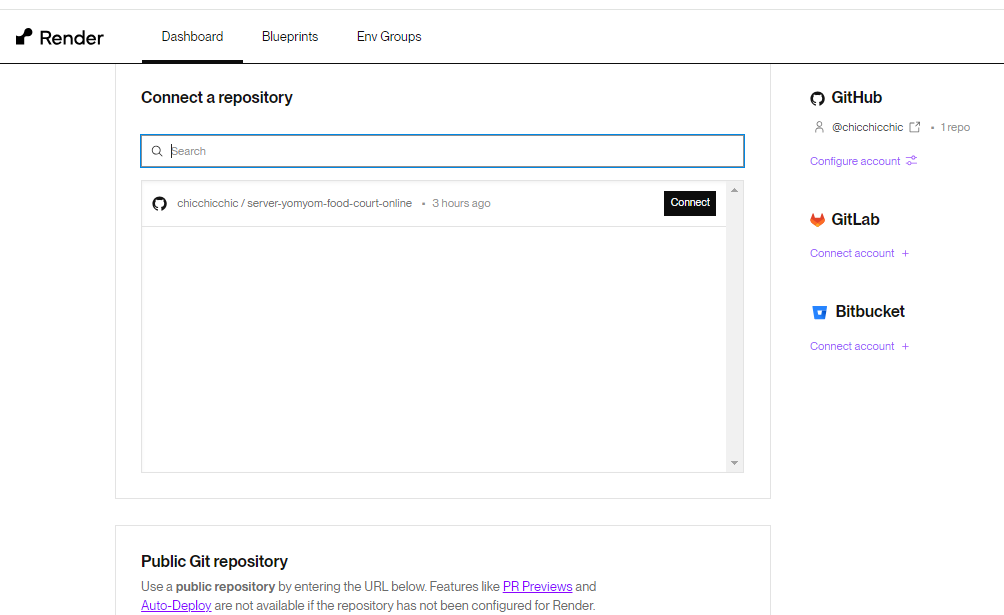 Render
Dashboard
Blueprints
Env Groups
Connect a repository
Search
chicchicchic / server-yomyom-food-court-online • 3 hours ago
Connect
GitHub
@chicchicchic • 1 repo
Configure account
GitLab
Connect account +
Bitbucket
Connect account +
Public Git repository
Use a public repository by entering the URL below. Features like PR Previews and
Auto-Deploy are not available if the repository has not been configured for Render.